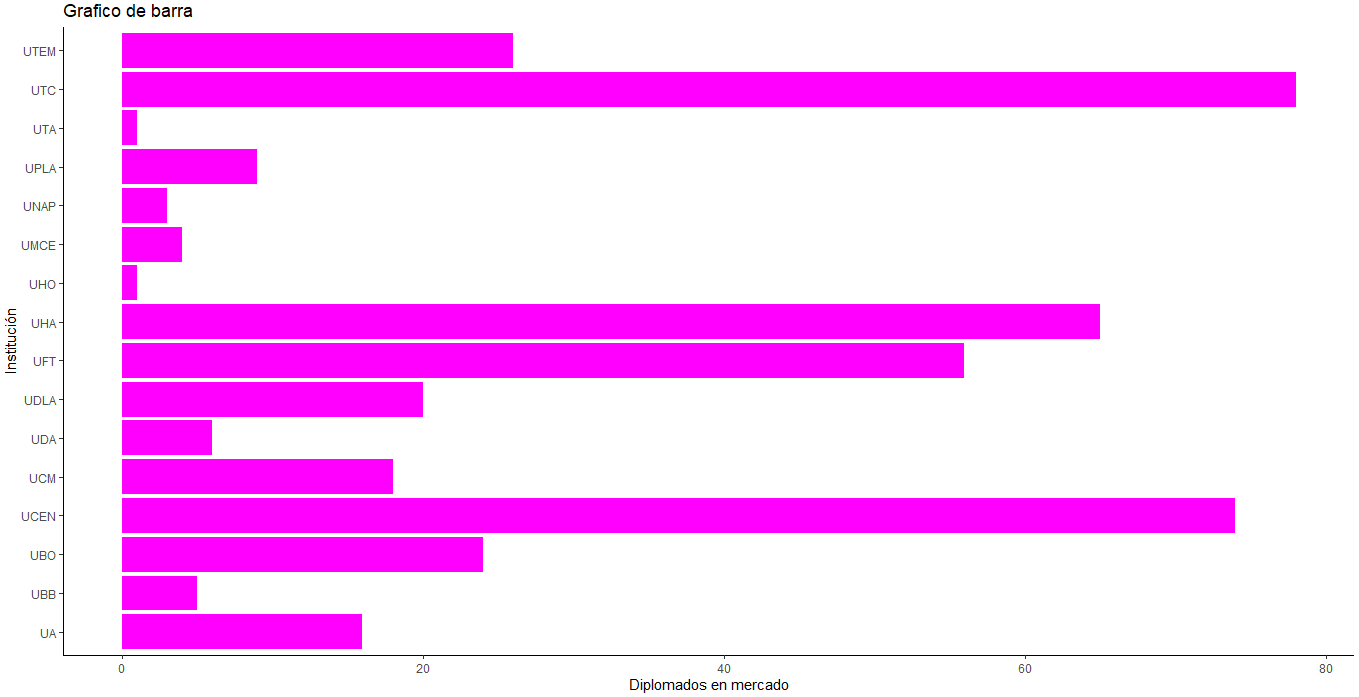 Grafico de barra
UTEM
UTC
UTA
UPLA
UNAP
UMCE
UHO
UHA
UFT
UDLA
UDA
UCM
UCEN
UBO
UBB
UA
Institución
0 20 40 60 80
Diplomados en mercado